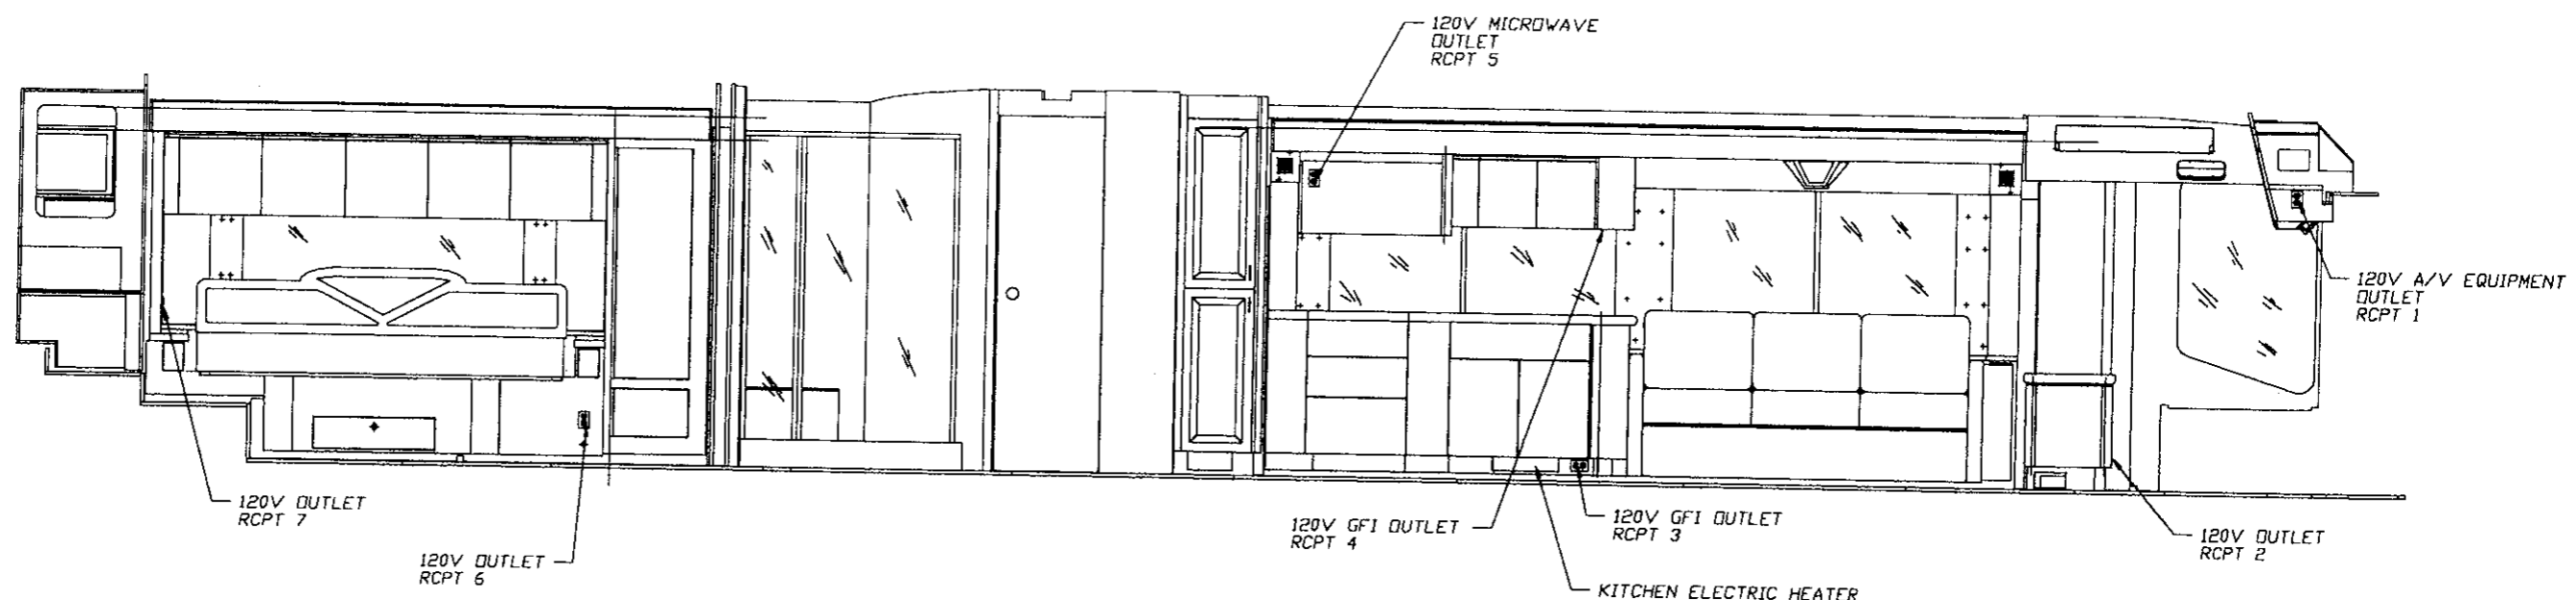 120V MICROWAVE
OUTLET
RCPT 5
120V A/V EQUIPMENT
OUTLET
RCPT 1
120V OUTLET
RCPT 7
120V OUTLET
RCPT 6
120V GFI OUTLET
RCPT 4
120V GFI OUTLET
RCPT 3
120V OUTLET
RCPT 2
KITCHEN ELECTRIC HEATER